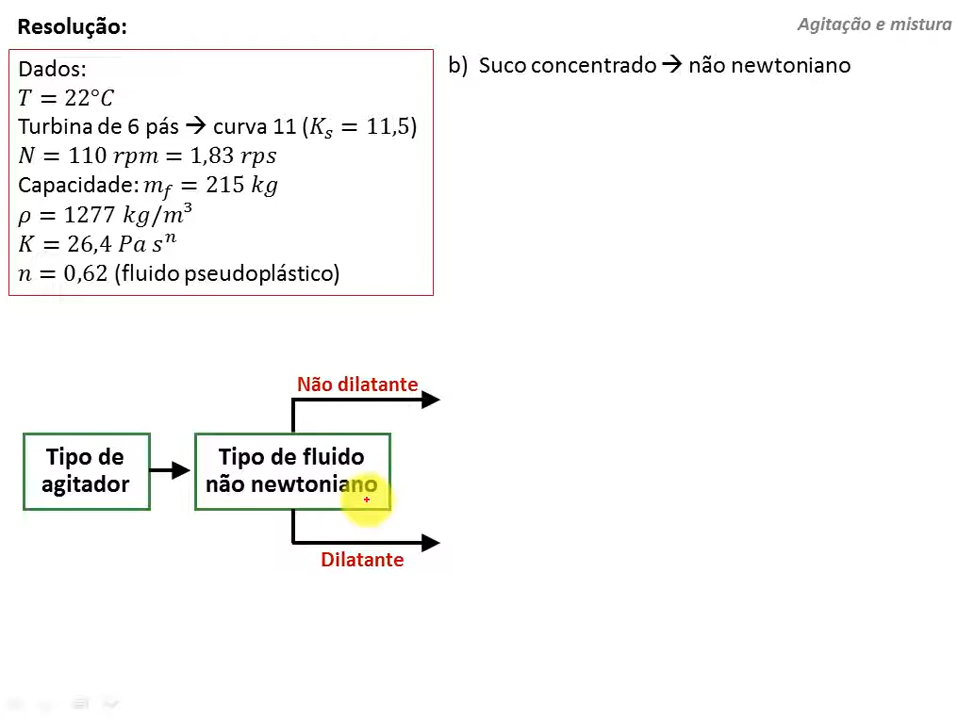 Resolução:
Agitação e mistura
Dados:
T = 22°C
Turbina de 6 pás → curva 11 (Kₛ = 11,5)
N = 110 rpm = 1,83 rps
Capacidade: m_f = 215 kg
ρ = 1277 kg/m³
K = 26,4 Pa sⁿ
n = 0,62 (fluido pseudoplástico)
b) Suco concentrado → não newtoniano
Não dilatante
Tipo de
agitador
Tipo de fluido
não newtoniano
Dilatante